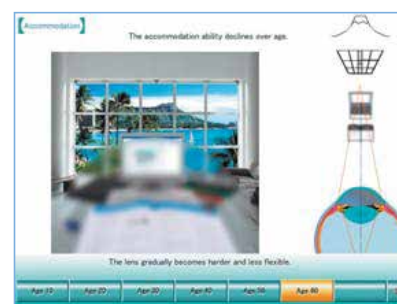 Accommodation
The accommodation ability declines over age.
The lens gradually becomes harder and less flexible.
Age 10
Age 20
Age 30
Age 40
Age 50
Age 60